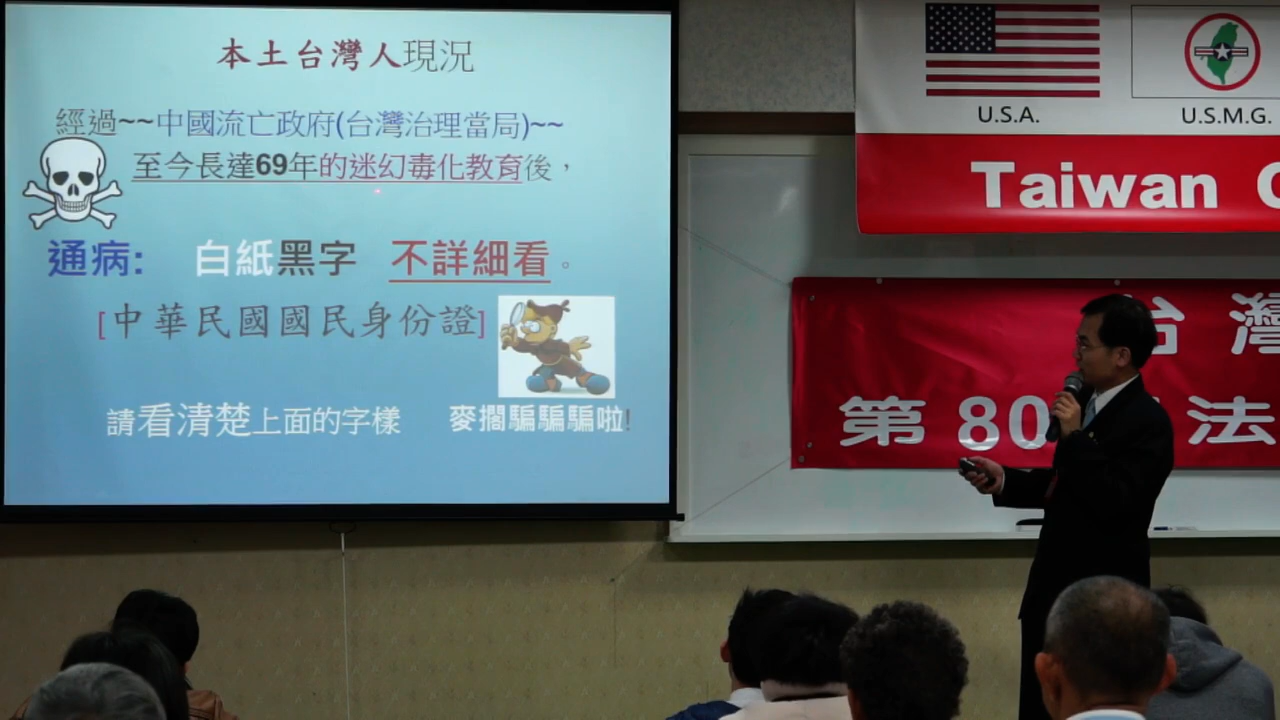 本土台灣人現況
經過~~中國流亡政府(台灣治理當局)~~
至今長達69年的迷幻毒化教育後，
通病: 白紙黑字 不詳細看。
[中華民國國民身份證]
請看清楚上面的字樣 麥擱騙騙騙啦!
U.S.A. U.S.M.G.
Taiwan
台灣
第80 法